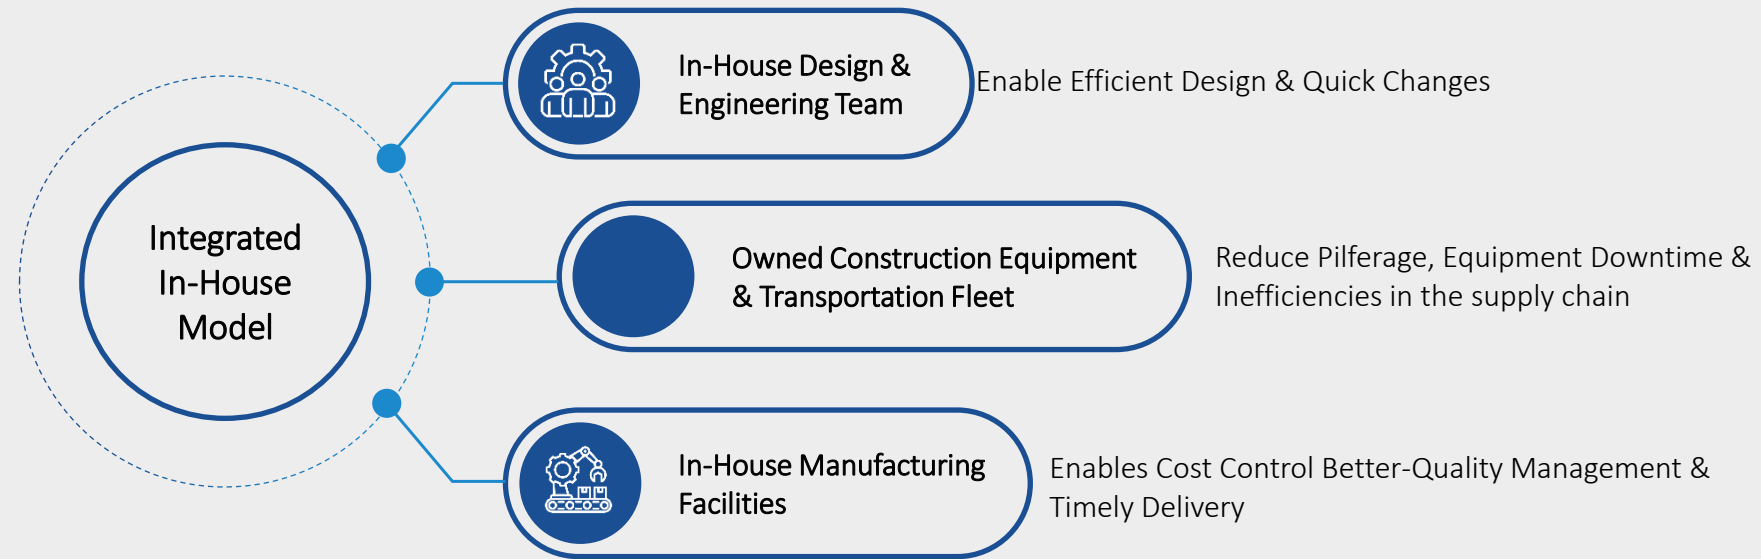 In-House Design &
Engineering Team
Enable Efficient Design & Quick Changes
Integrated
In-House
Model
Owned Construction Equipment
& Transportation Fleet
Reduce Pilferage, Equipment Downtime &
Inefficiencies in the supply chain
In-House Manufacturing
Facilities
Enables Cost Control Better-Quality Management &
Timely Delivery